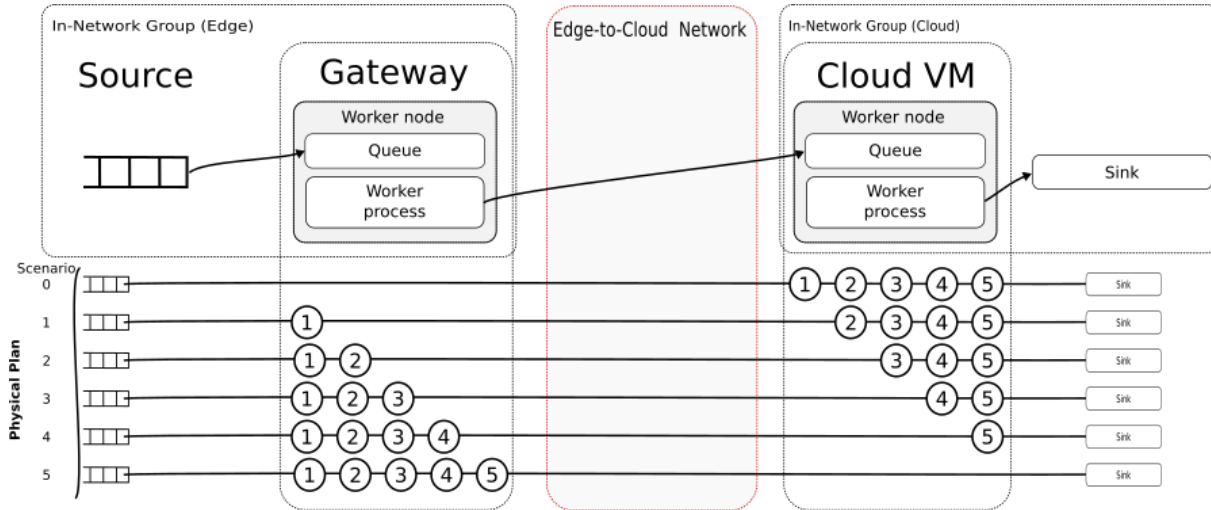 In-Network Group (Edge)
Edge-to-Cloud Network
In-Network Group (Cloud)
Source
Gateway
Cloud VM
Worker node
Queue
Worker
process
Worker node
Queue
Worker
process
Sink
Scenario
Physical Plan
0 1 2 3 4 5 Sink
1 1 2 3 4 5 Sink
2 1 2 3 4 5 Sink
3 1 2 3 4 5 Sink
4 1 2 3 4 5 Sink
5 1 2 3 4 5 Sink